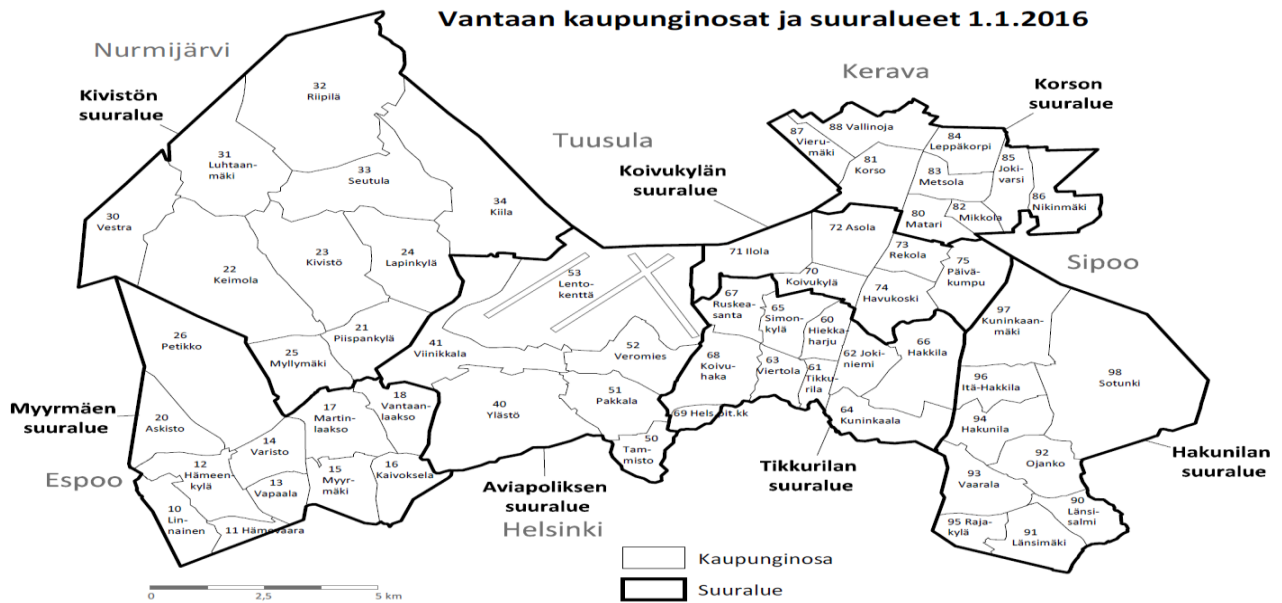 Vantaan kaupunginosat ja suuralueet 1.1.2016
Nurmijärvi
Kerava
Kivistön
suuralue
Korson
suuralue
Tuusula
Koivukylän
suuralue
32
Riipilä
31
Luhtaan-
mäki
33
Seutula
34
Kiila
30
Vestra
22
Keimola
23
Kivistö
24
Lapinkylä
21
Piispankylä
25
Myllymäki
87
Vieru-
mäki
88 Vallinoja
84
Leppäkorpi
81
Korso
83
Metsola
85
Joki-
varsi
86
Nikinmäki
82
Mikkola
80
Matari
72 Asola
71 Ilola
73
Rekola
70
Koivukylä
74
Havukoski
75
Päivä-
kumpu
Sipoo
53
Lento-
kenttä
41
Viinikkala
52
Veromies
51
Pakkala
40
Ylästö
50
Tam-
misto
67
Ruskea-
santa
65
Simon-
kylä
60
Hiekka-
harju
68
Koivu-
haka
63
Viertola
61
Tikku-
rila
62 Joki-
niemi
66
Hakkila
64
Kuninkaala
69 Hels.pit.kk
97
Kuninkaan-
mäki
98
Sotunki
96
Itä-Hakkila
94
Hakunila
92
Ojanko
93
Vaarala
90
Länsi-
salmi
95 Raja-
kylä
91
Länsimäki
26
Petikko
Myyrmäen
suuralue
20
Askisto
17
Martin-
laakso
18
Vantaan-
laakso
14
Varisto
12
Hämeen-
kylä
13
Vapaala
15
Myyr-
mäki
16
Kaivoksela
10
Lin-
nainen
11 Hämevaara
Espoo
Aviapoliksen
suuralue
Helsinki
Tikkurilan
suuralue
Hakunilan
suuralue
Kaupunginosa
Suuralue
0 2,5 5 km